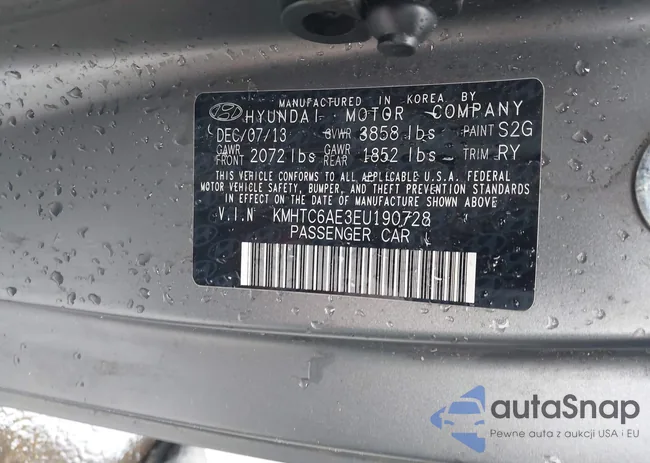 MANUFACTURED IN KOREA BY
HYUNDAI MOTOR COMPANY
DEC/07/13 GVWR 3858 lbs PAINT S2G
GAWR FRONT 2072 lbs GAWR REAR 1852 lbs TRIM RY
THIS VEHICLE CONFORMS TO ALL APPLICABLE U.S.A. FEDERAL
MOTOR VEHICLE SAFETY, BUMPER, AND THEFT PREVENTION STANDARDS
IN EFFECT ON THE DATE OF MANUFACTURE SHOWN ABOVE.
V.I.N KMHTC6AE3EU190728
PASSENGER CAR
autaSnap
Pewne auta z aukcji USA i EU